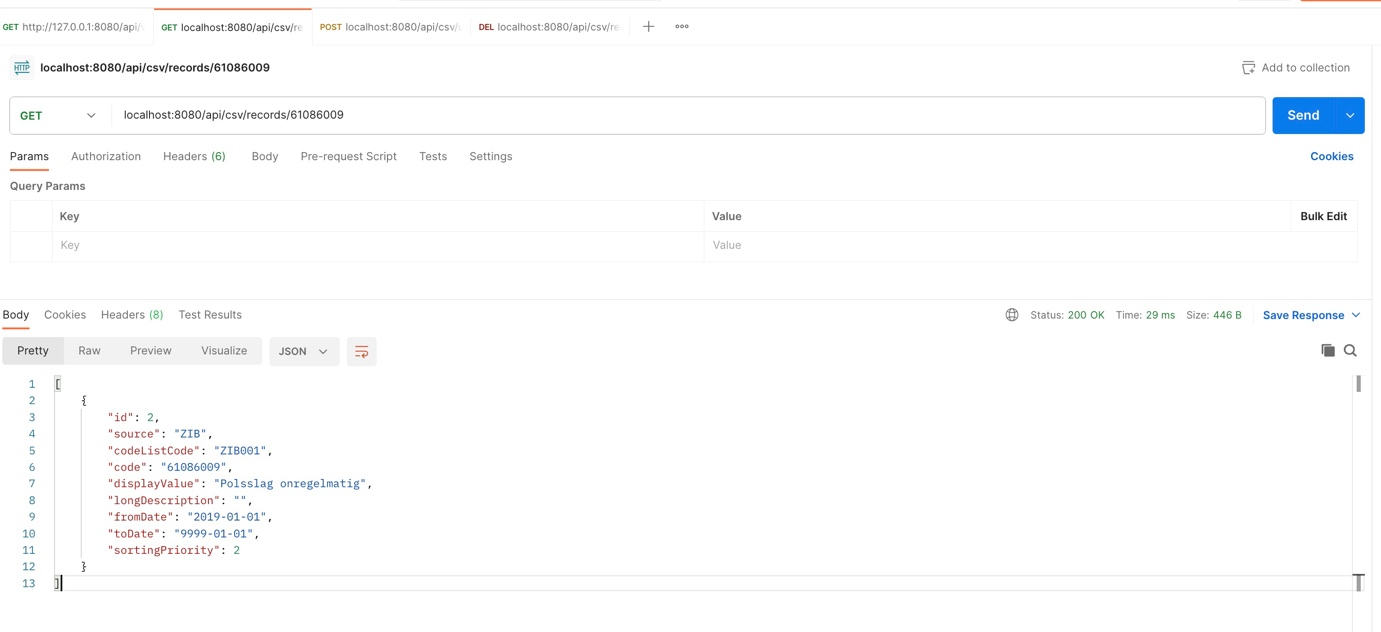 GET http://127.0.0.1:8080/api/ GET localhost:8080/api/csv/re POST localhost:8080/api/csv/ DEL localhost:8080/api/csv/re
HTTP localhost:8080/api/csv/records/61086009 Add to collection
GET localhost:8080/api/csv/records/61086009 Send
Params Authorization Headers (6) Body Pre-request Script Tests Settings Cookies
Query Params
Key Value Bulk Edit
Key Value
Body Cookies Headers (8) Test Results Status: 200 OK Time: 29 ms Size: 446 B Save Response
Pretty Raw Preview Visualize JSON
1 [
2 {
3 "id": 2,
4 "source": "ZIB",
5 "codeListCode": "ZIB001",
6 "code": "61086009",
7 "displayValue": "Polsslag onregelmatig",
8 "longDescription": "",
9 "fromDate": "2019-01-01",
10 "toDate": "9999-01-01",
11 "sortingPriority": 2
12 }
13 ]